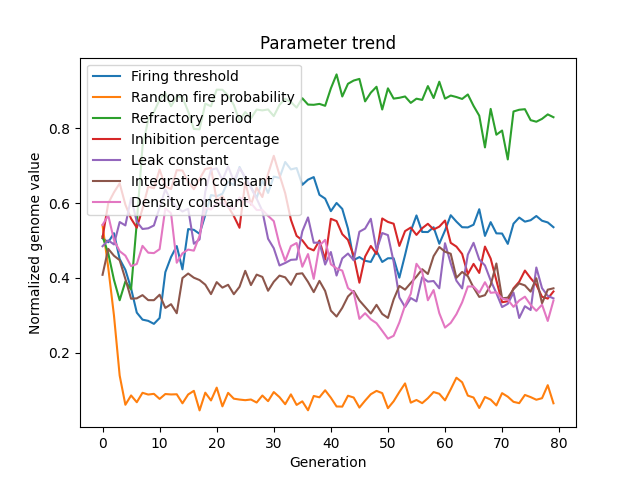 Parameter trend
Firing threshold
Random fire probability
Refractory period
Inhibition percentage
Leak constant
Integration constant
Density constant
0.8
0.6
0.4
0.2
Normalized genome value
0 10 20 30 40 50 60 70 80
Generation